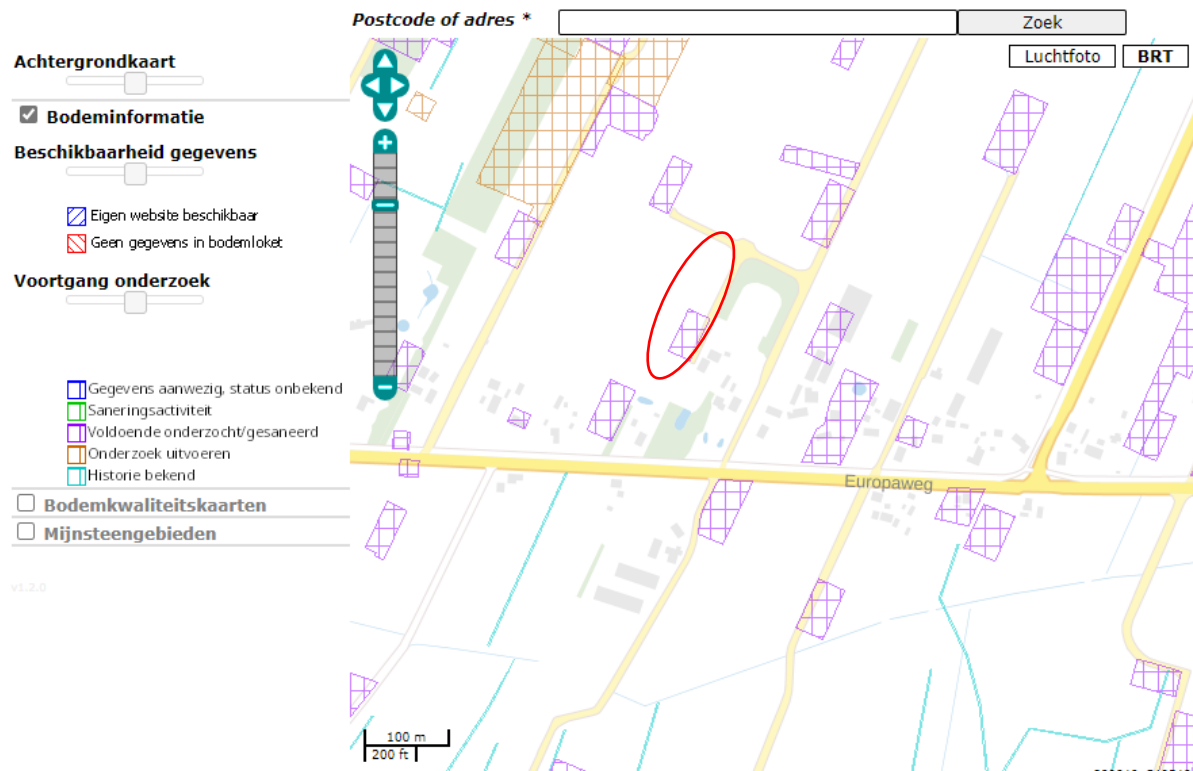 Postcode of adres *
Zoek
Achtergrondkaart
Luchtfoto
BRT
Bodeminformatie
Beschikbaarheid gegevens
Eigen website beschikbaar
Geen gegevens in bodemloket
Voortgang onderzoek
Gegevens aanwezig, status onbekend
Saneringsactiviteit
Voldoende onderzocht/gesaneerd
Onderzoek uitvoeren
Historie bekend
Europaweg
Bodemkwaliteitskaarten
Mijnsteengebieden
v1.2.0
100 m
200 ft